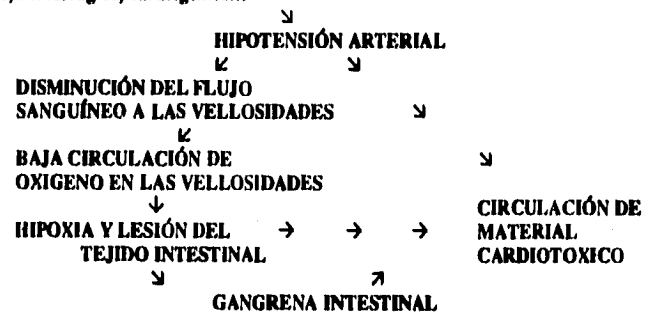 ↘
HIPOTENSIÓN ARTERIAL
↙ ↘
DISMINUCIÓN DEL FLUJO
SANGUÍNEO A LAS VELLOSIDADES ↘
↙
BAJA CIRCULACIÓN DE ↘
OXIGENO EN LAS VELLOSIDADES
↓
CIRCULACIÓN DE
HIPOXIA Y LESIÓN DEL → → → MATERIAL
TEJIDO INTESTINAL CARDIOTOXICO
↘ ↗
GANGRENA INTESTINAL